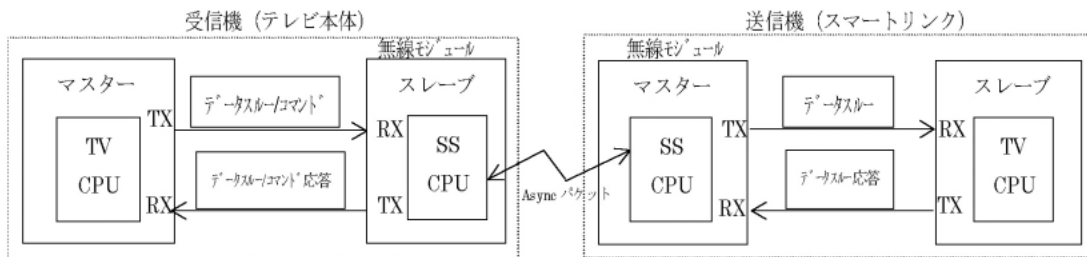 受信機（テレビ本体）
送信機（スマートリンク）
無線モジュール
無線モジュール
マスター
スレーブ
マスター
スレーブ
データスルー/コマンド
データスルー
TX
RX
TX
RX
TV
CPU
SS
CPU
SS
CPU
TV
CPU
データスルー/コマンド応答
データスルー応答
RX
TX
Asyncパケット
RX
TX